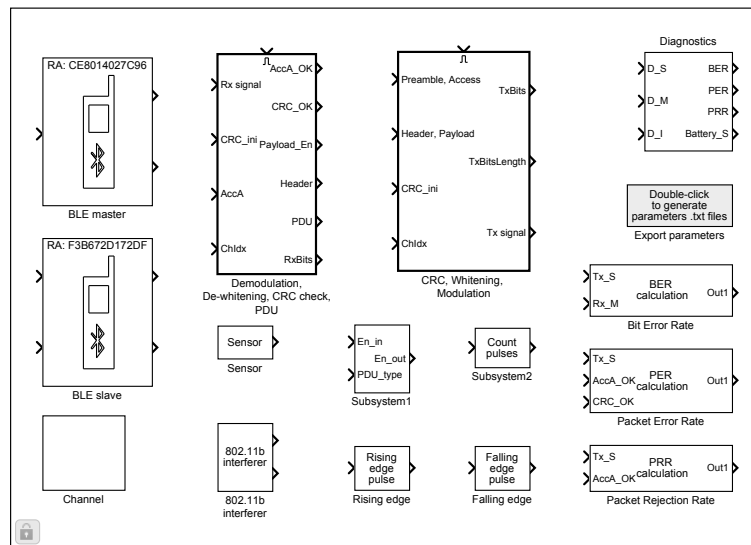 RA: CE8014027C96
BLE master
AccA_OK
Rx signal
CRC_OK
CRC_ini
Payload_En
AccA
Header
PDU
ChIdx
RxBits
Demodulation,
De-whitening, CRC check,
PDU
Preamble, Access
TxBits
Header, Payload
TxBitsLength
CRC_ini
Tx signal
ChIdx
CRC, Whitening,
Modulation
Diagnostics
D_S
BER
PER
D_M
PRR
D_I
Battery_S
Double-click
to generate
parameters .txt files
Export parameters
RA: F3B672D172DF
BLE slave
Tx_S
BER
calculation
Out1
Rx_M
Bit Error Rate
Sensor
Sensor
En_in
En_out
PDU_type
Subsystem1
Count
pulses
Subsystem2
Tx_S
AccA_OK
PER
calculation
Out1
CRC_OK
Packet Error Rate
Channel
802.11b
interferer
802.11b
interferer
Rising
edge
pulse
Rising edge
Falling
edge
pulse
Falling edge
Tx_S
PRR
calculation
Out1
AccA_OK
Packet Rejection Rate